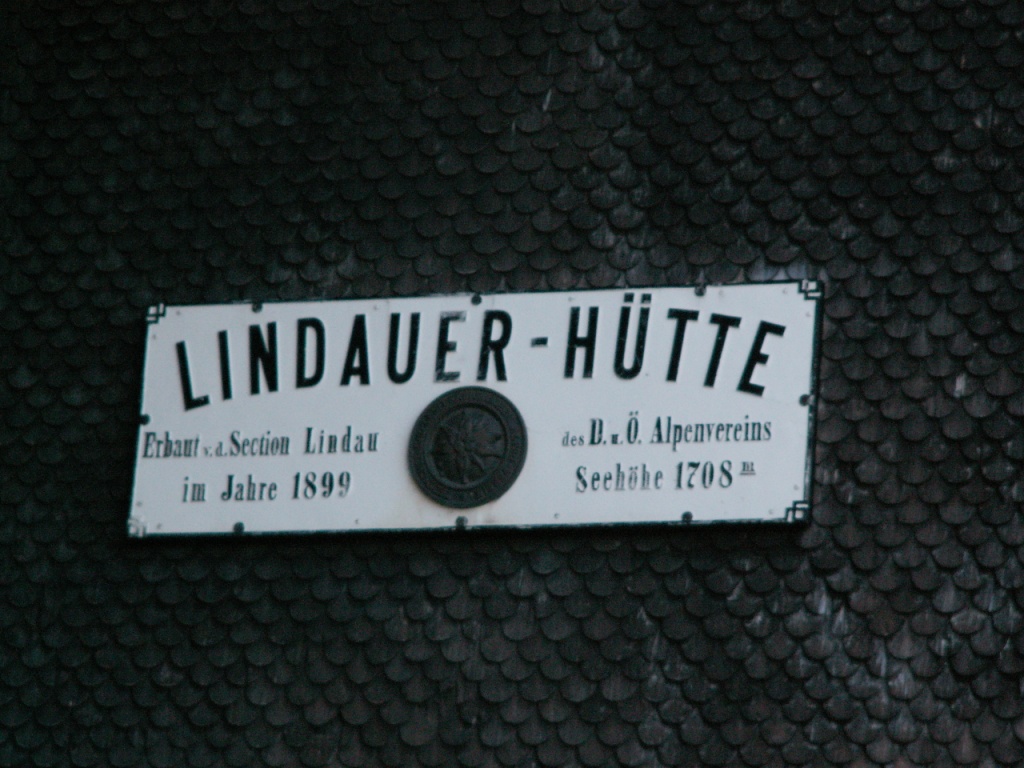 LINDAUER-HÜTTE
Erbaut v. d. Section Lindau
im Jahre 1899
des D. u. Ö. Alpenvereins
Seehöhe 1708 m